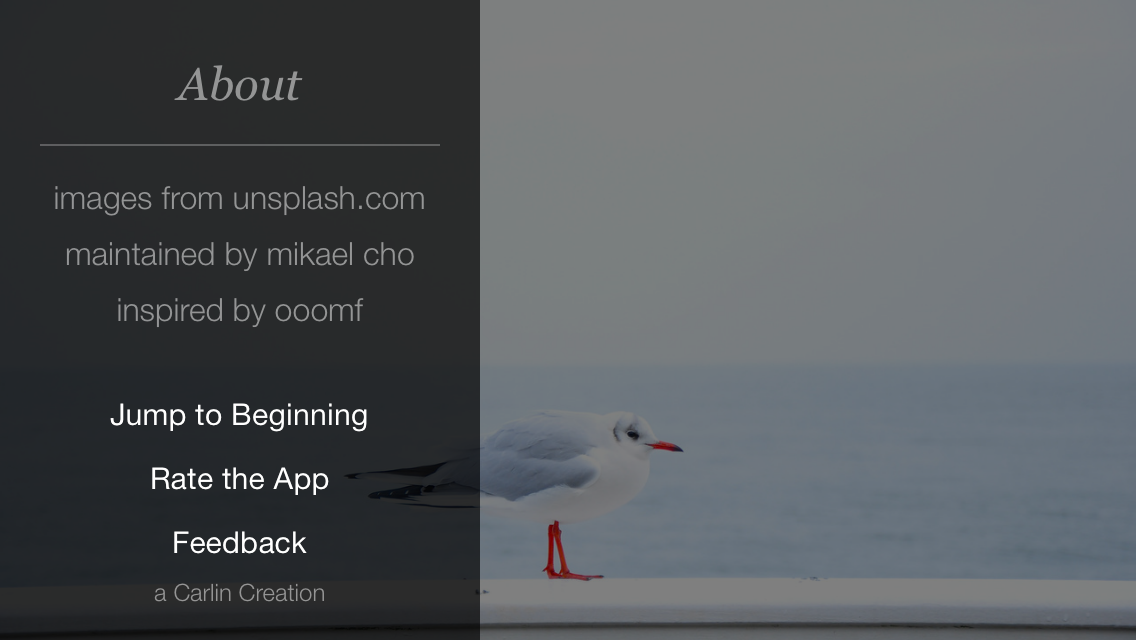 About
images from unsplash.com
maintained by mikael cho
inspired by ooomf
Jump to Beginning
Rate the App
Feedback
a Carlin Creation